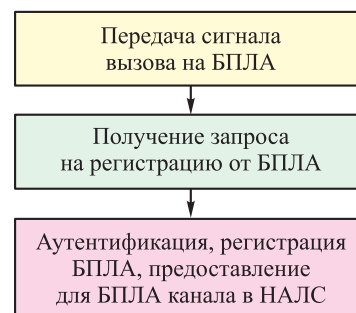 Передача сигнала
вызова на БПЛА
Получение запроса
на регистрацию от БПЛА
Аутентификация, регистрация
БПЛА, предоставление
для БПЛА канала в НАЛС